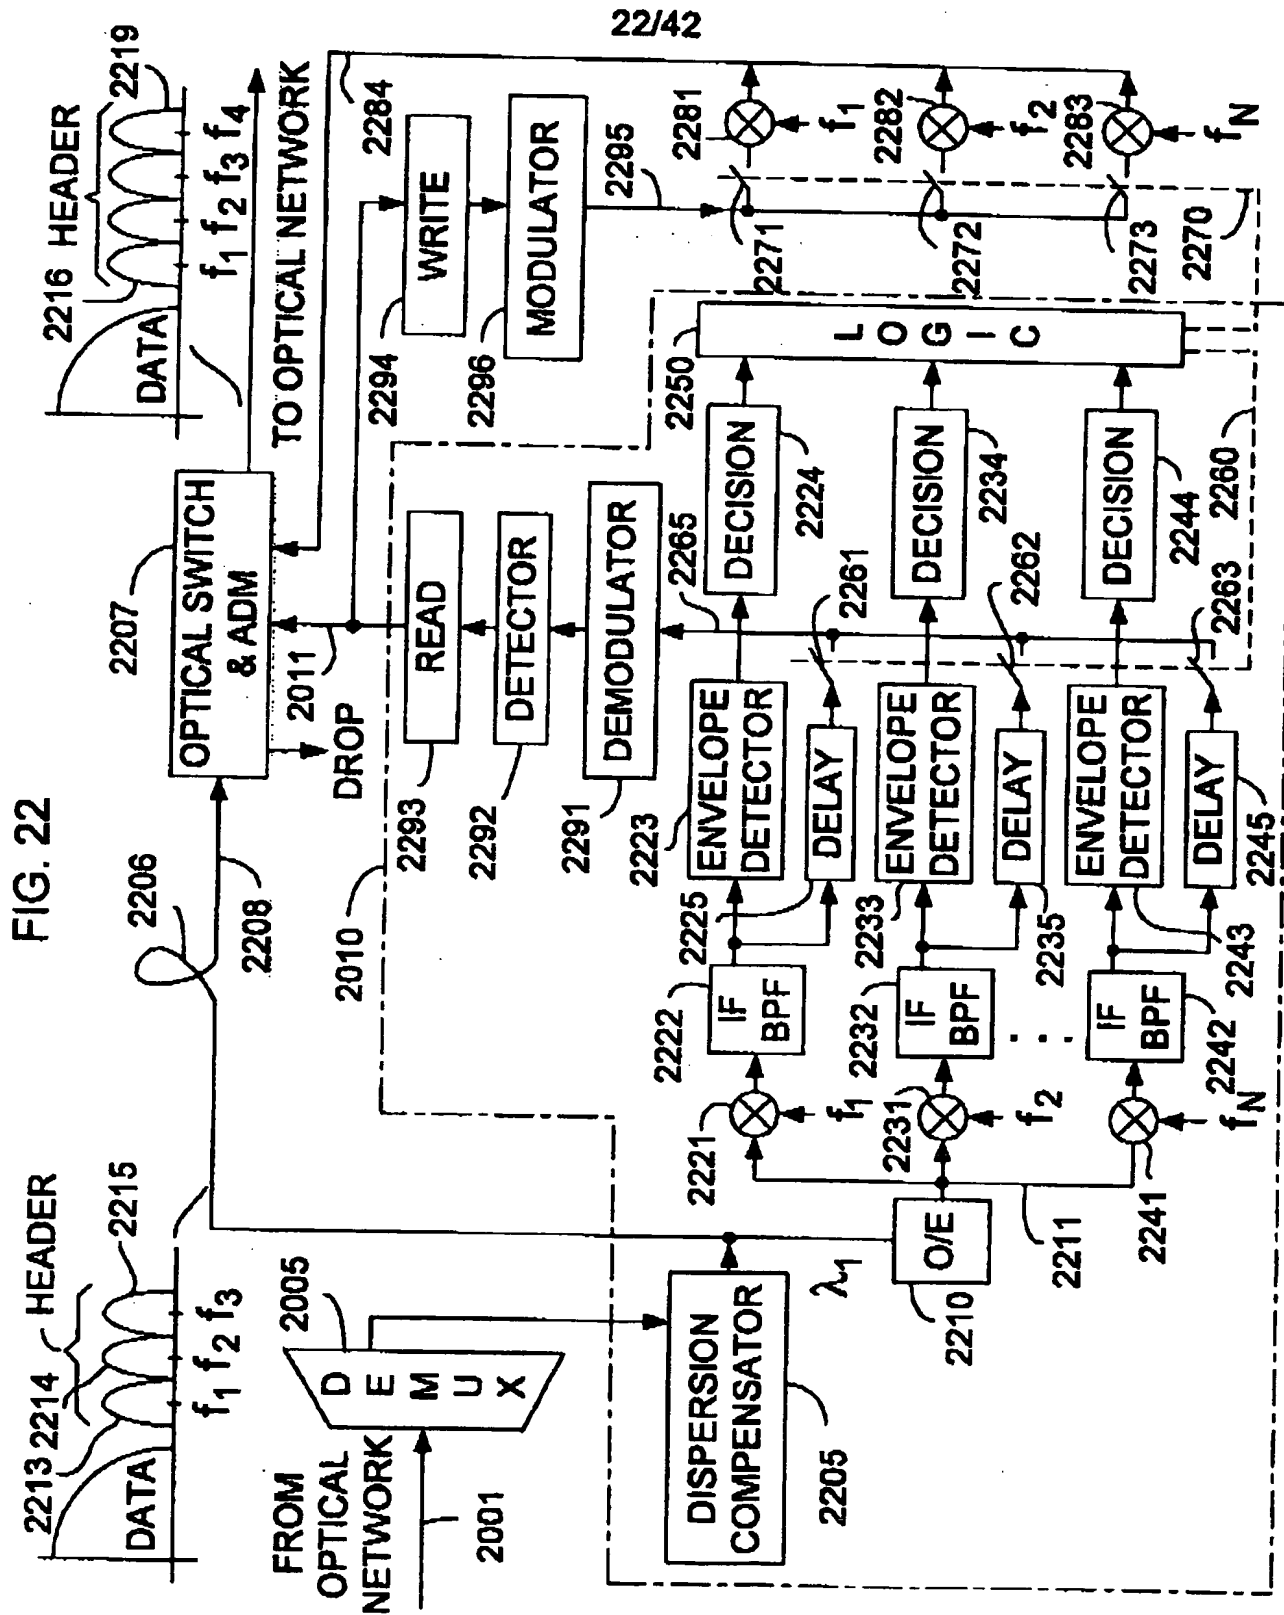 22/42
FIG. 22
2213
2214
HEADER
2215
DATA
f1 f2 f3
2216
HEADER
2219
DATA
f1 f2 f3 f4
FROM
OPTICAL
NETWORK
2001
DEMUX
2005
2206
2208
2207
OPTICAL SWITCH
& ADM
TO OPTICAL NETWORK
DROP
2011
2284
2010
2293
READ
2294
WRITE
2292
DETECTOR
2296
MODULATOR
2291
DEMODULATOR
2265
2295
DISPERSION
COMPENSATOR
2205
λ1
2210
O/E
2211
2221
f1
2222
IF
BPF
2223
ENVELOPE
DETECTOR
2225
DELAY
2261
DECISION
2224
2250
LOGIC
2271
2281
f1
2231
f2
2232
IF
BPF
2233
ENVELOPE
DETECTOR
2235
DELAY
2262
DECISION
2234
2272
2282
f2
. . .
2241
fN
IF
BPF
2242
ENVELOPE
DETECTOR
2243
DELAY
2245
2263
DECISION
2244
2260
2273
2270
2283
fN